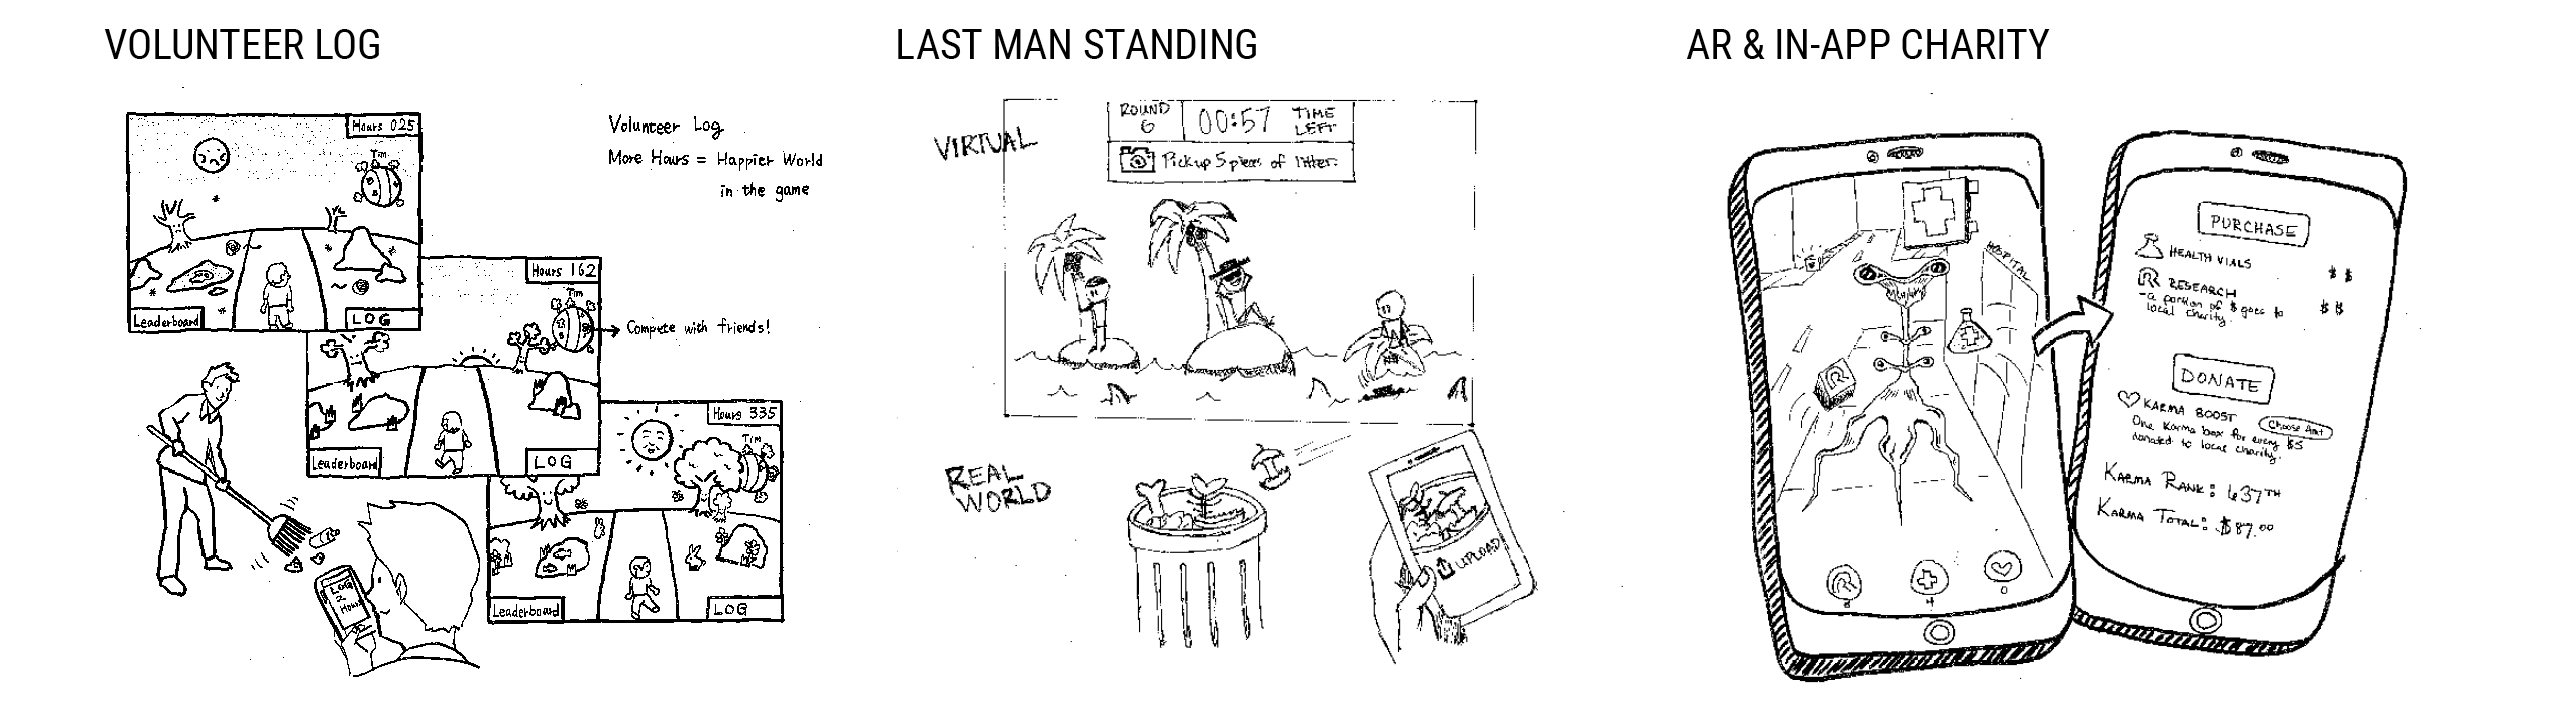 VOLUNTEER LOG
Hours 025
Tim
Leaderboard
LOG
Volunteer Log
More Hours = Happier World
in the game
Hours 162
Tim
Compete with friends!
Leaderboard
LOG
Hours 335
Tim
Leaderboard
LOG
LOG
2
Hours
LAST MAN STANDING
VIRTUAL
ROUND
6
00:57
TIME
LEFT
Pick up 5 pieces of litter.
REAL
WORLD
UPLOAD
AR & IN-APP CHARITY
HOSPITAL
R
R
4
0
PURCHASE
HEALTH VIALS
$$
R RESEARCH
-a portion of $ goes to
local charity.
$$
DONATE
KARMA BOOST
Choose Amt
One Karma box for every $5
donated to local charity.
KARMA RANK: 637TH
KARMA TOTAL: $87.00